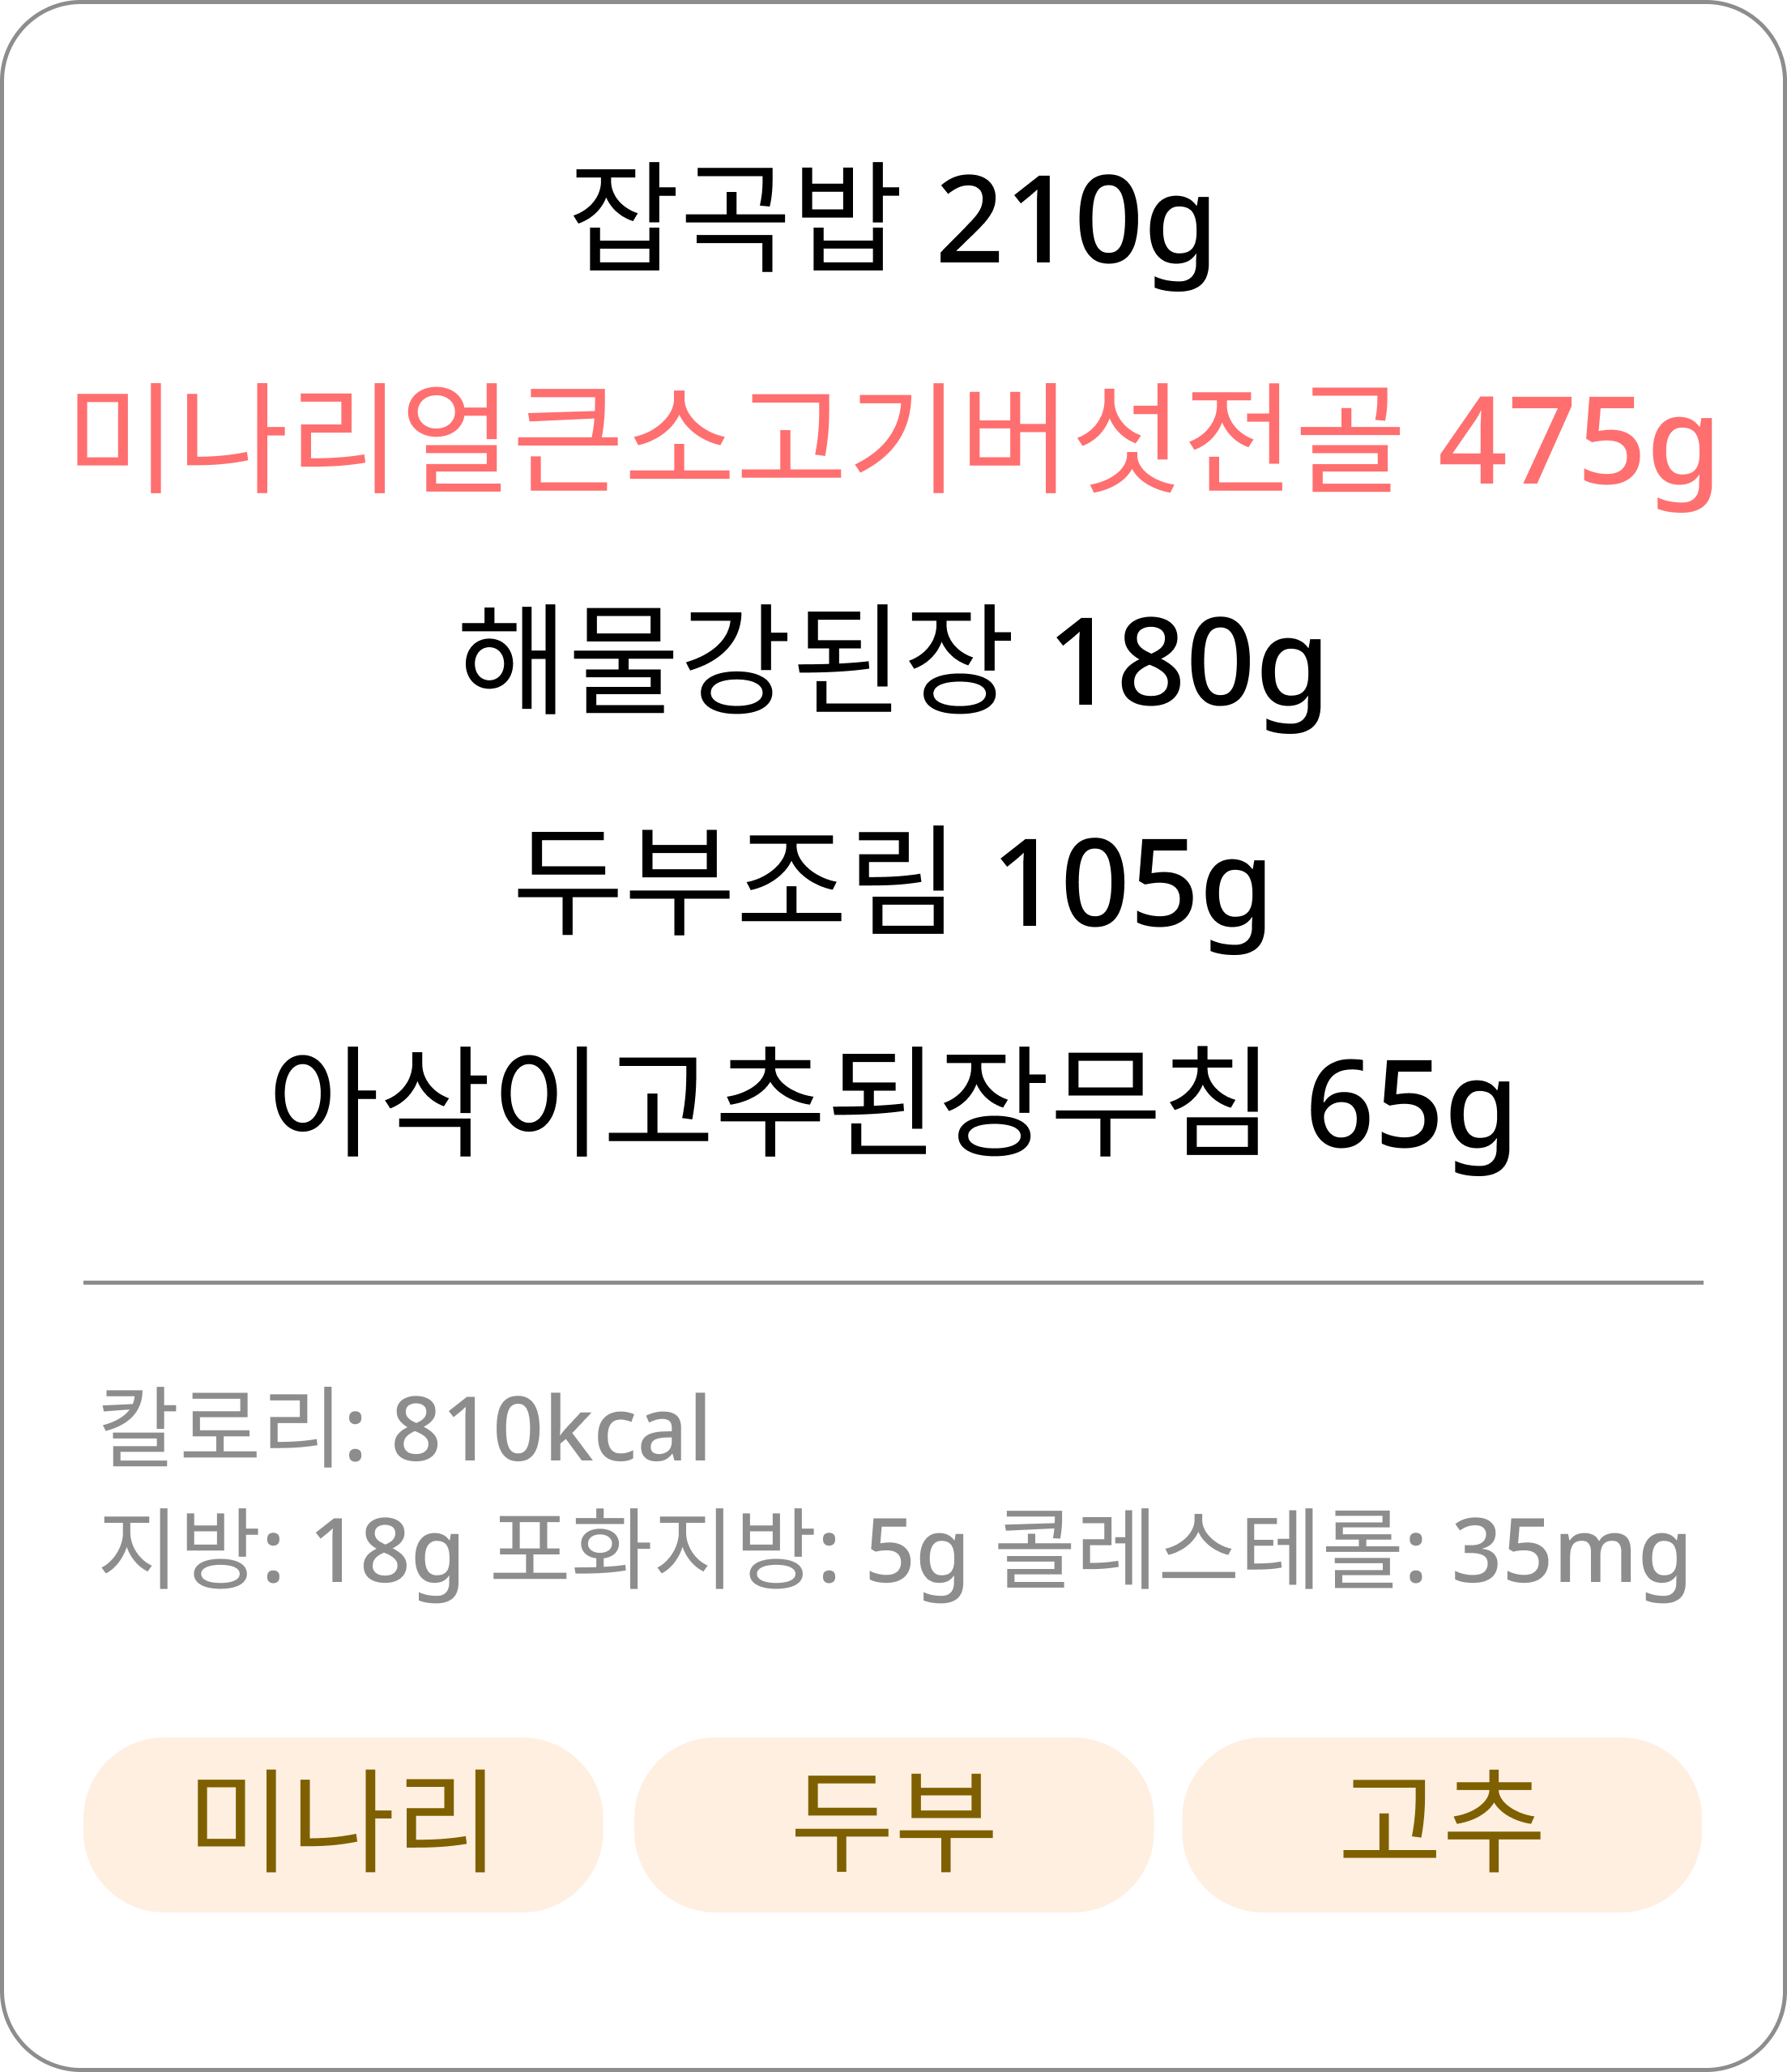 잡곡밥 210g
미나리얼큰소고기버섯전골 475g
해물강된장 180g
두부조림 105g
아삭이고추된장무침 65g
칼로리: 810kcal
지방: 18g 포화지방: 5g 콜레스테롤: 35mg
미나리 두부 고추